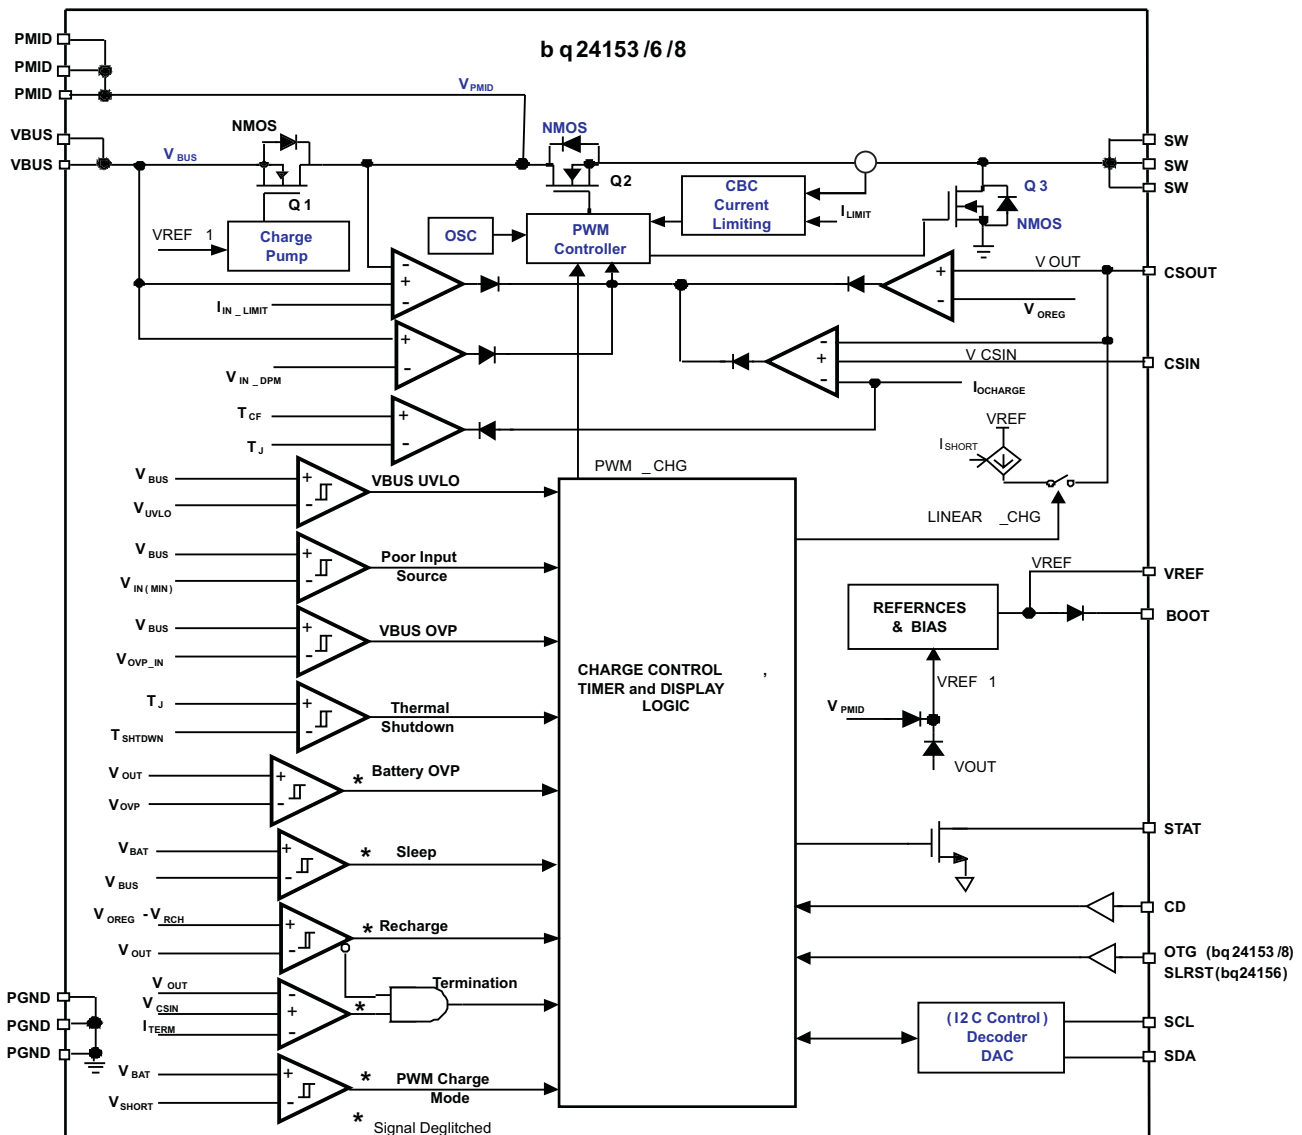 b q 24153 /6 /8
PMID
PMID
PMID
VBUS
VBUS
V PMID
V BUS
NMOS
Q 1
NMOS
Q2
VREF 1
Charge
Pump
OSC
PWM
Controller
CBC
Current
Limiting
I LIMIT
Q 3
NMOS
SW
SW
SW
-
+
-
I IN _ LIMIT
+
-
V IN _ DPM
+
-
T CF
T J
+
-
V OUT
V OREG
CSOUT
-
+
-
V CSIN
I OCHARGE
CSIN
VREF
I SHORT
LINEAR _CHG
PWM _CHG
V BUS
V UVLO
+
-
VBUS UVLO
V BUS
V IN ( MIN )
+
-
Poor Input
Source
V BUS
V OVP_IN
+
-
VBUS OVP
T J
T SHTDWN
+
-
Thermal
Shutdown
V OUT
V OVP
+
-
* Battery OVP
V BAT
V BUS
+
-
* Sleep
V OREG - V RCH
V OUT
+
-
* Recharge
V OUT
V CSIN
I TERM
-
+
-
*
Termination
V BAT
V SHORT
+
-
* PWM Charge
Mode
* Signal Deglitched
PGND
PGND
PGND
CHARGE CONTROL ,
TIMER and DISPLAY
LOGIC
VREF
VREF
REFERNCES
& BIAS
BOOT
VREF 1
V PMID
VOUT
STAT
CD
OTG (bq24153 /8)
SLRST (bq24156)
( I2 C Control )
Decoder
DAC
SCL
SDA